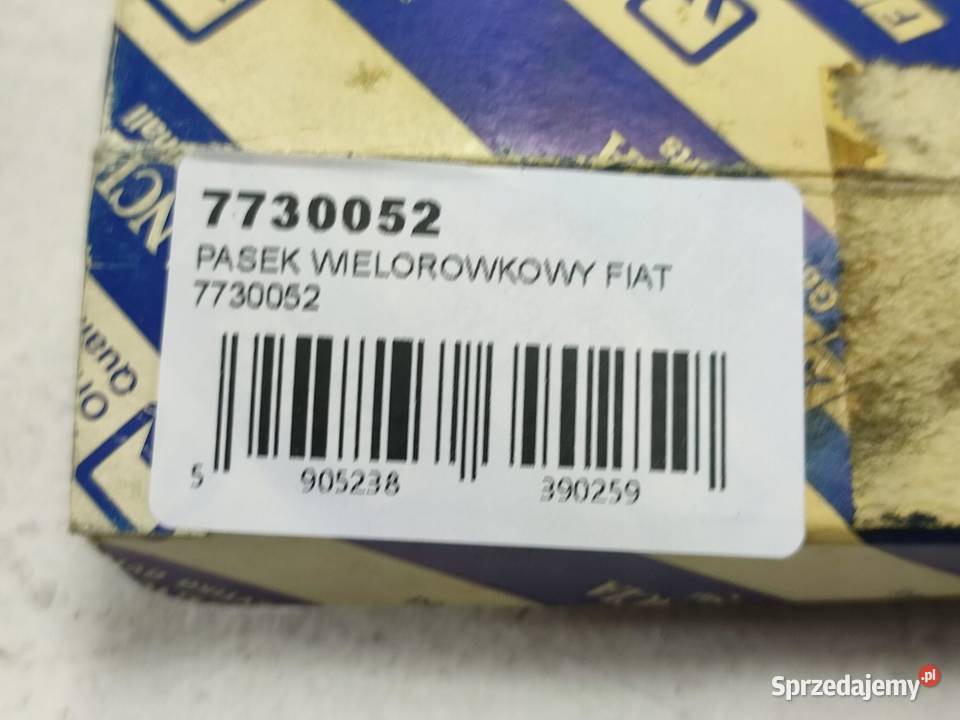 7730052
PASEK WIELOROWKOWY FIAT
7730052
5 905238 390259
Sprzedajemy.pl